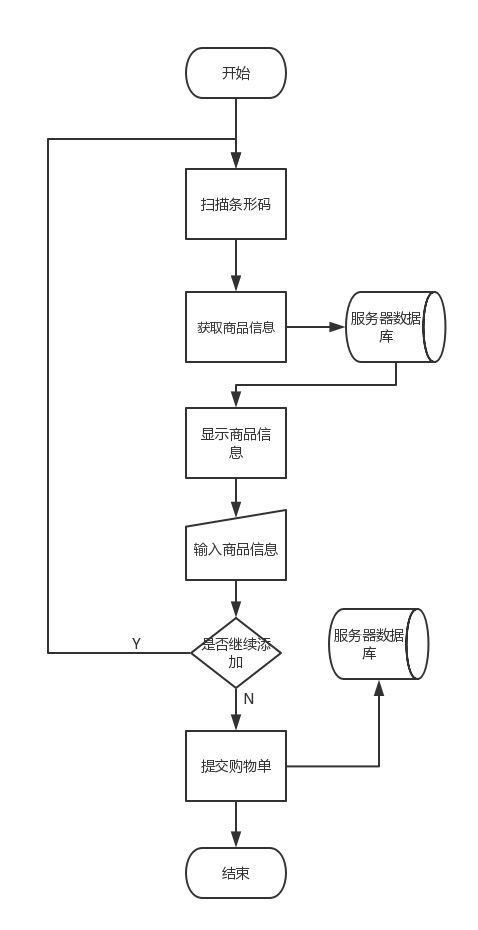 开始
扫描条形码
获取商品信息
服务器数据
库
显示商品信
息
输入商品信息
是否继续添
加
Y
N
服务器数据
库
提交购物单
结束